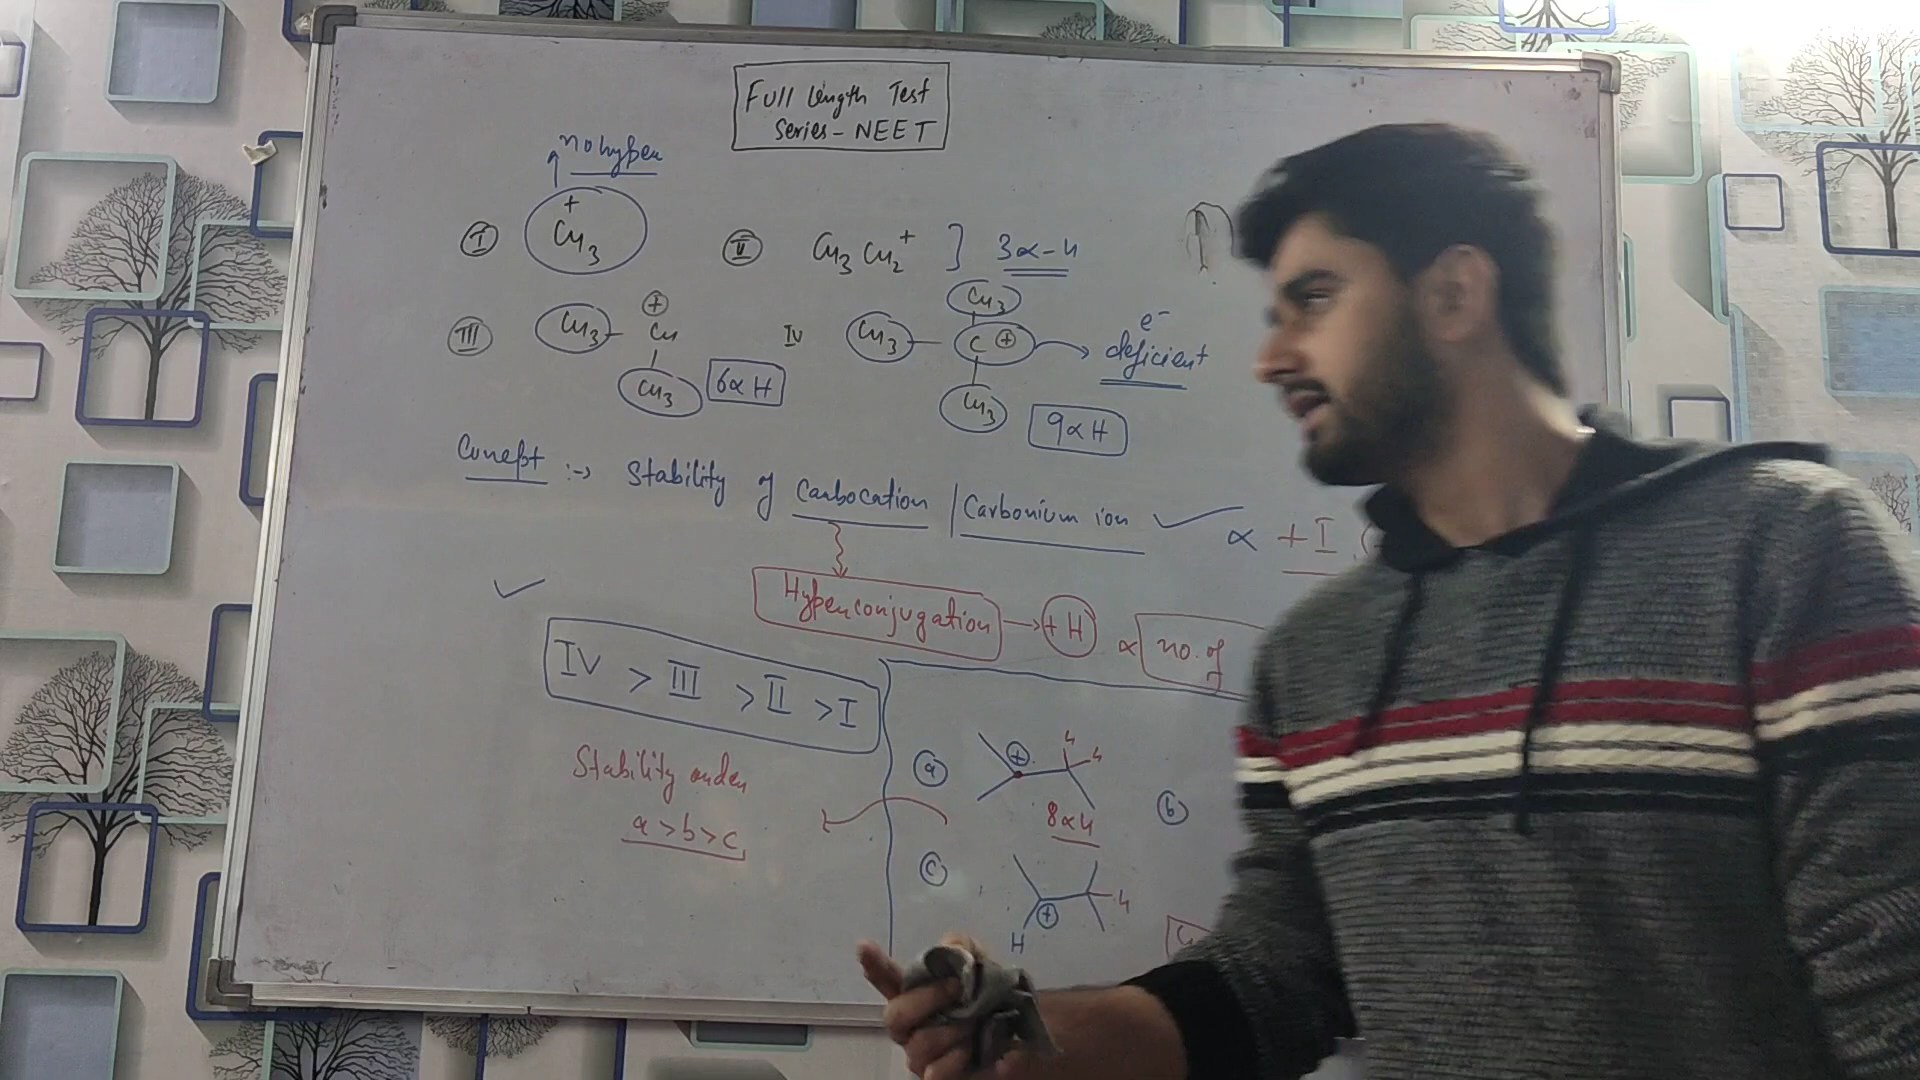 Full Length Test
Series - NEET
no hyper
I +CH3
II CH3 CH2+ ] 3α-H
III CH3 - CH ⊕
CH3
6αH
IV CH3 - C ⊕
CH3
CH3
9αH
e-
deficient
Concept :-> Stability of Carbocation / Carbonium ion ✓ ∝ +I (
Hyperconjugation → +H ∝ no. of
✓
IV > III > II > I
Stability order
a > b > c
a ⊕ H H
8αH
b
c ⊕ H
H